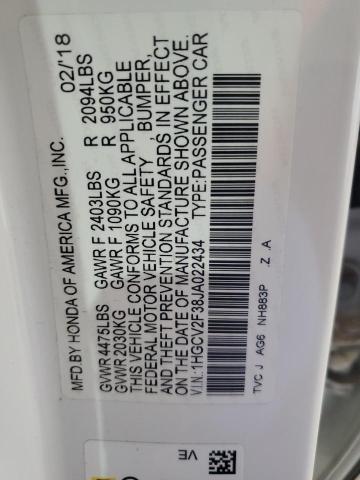 MFD.BY HONDA OF AMERICA MFG.,INC. 02/'18
GVWR 4475LBS GAWR F 2403LBS R 2094LBS
GVWR 2030KG GAWR F 1090KG R 950KG
THIS VEHICLE CONFORMS TO ALL APPLICABLE
FEDERAL MOTOR VEHICLE SAFETY , BUMPER,
AND THEFT PREVENTION STANDARDS IN EFFECT
ON THE DATE OF MANUFACTURE SHOWN ABOVE.
V.I.N.:1HGCV2F38JA022434 TYPE:PASSENGER CAR
TVC J AG6 NH883P .Z .A
VE